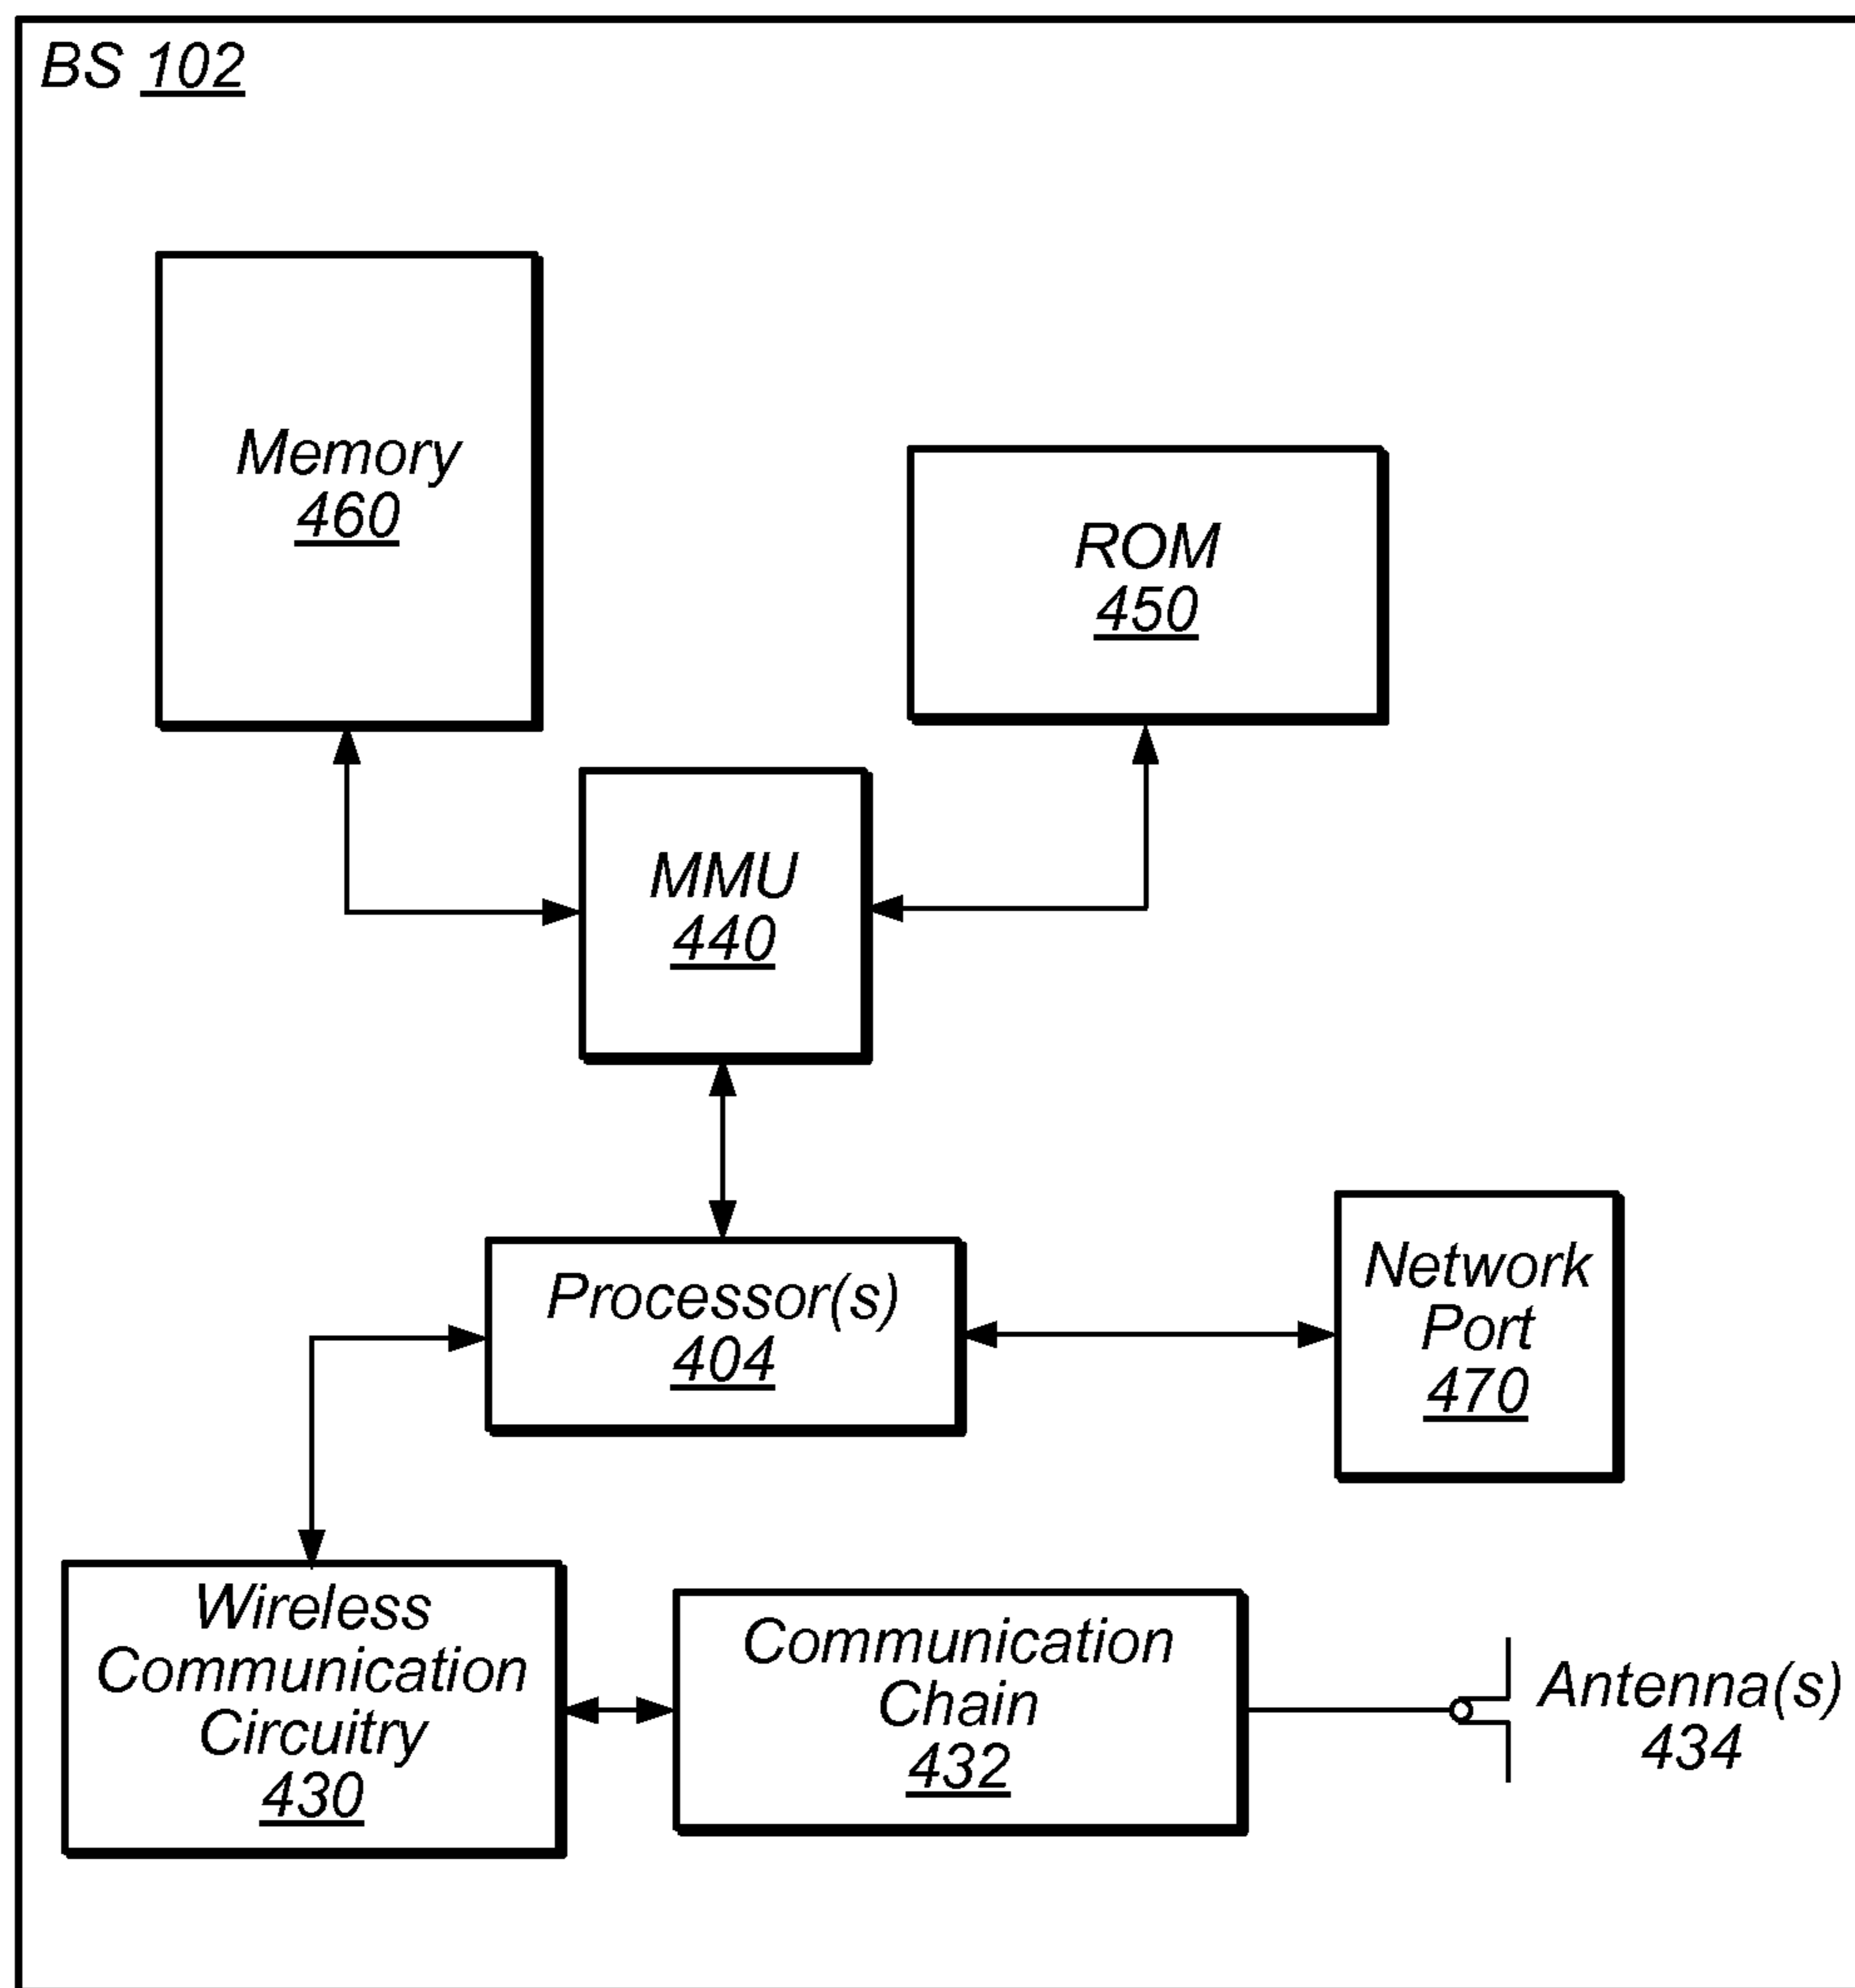 BS 102
Memory
460
ROM
450
MMU
440
Processor(s)
404
Network
Port
470
Wireless
Communication
Circuitry
430
Communication
Chain
432
Antenna(s)
434